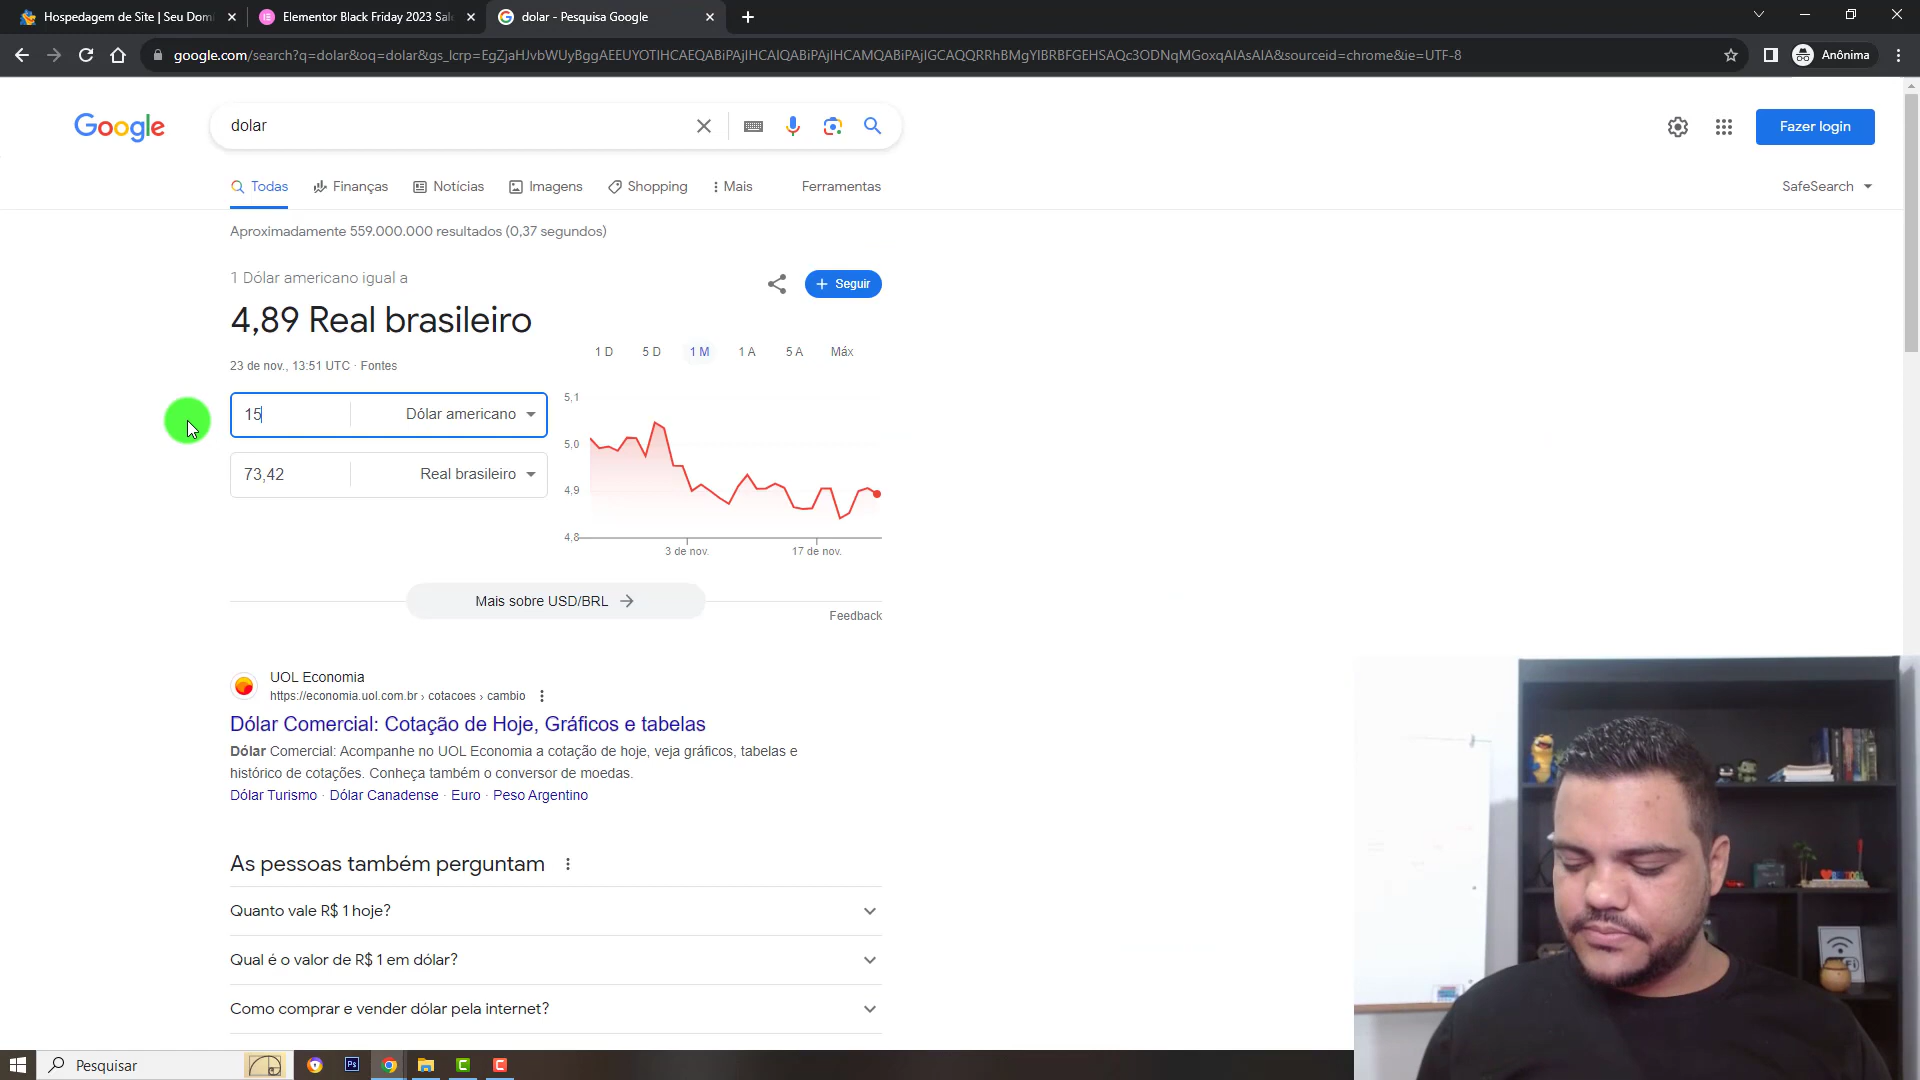 Hospedagem de Site | Seu Domí
Elementor Black Friday 2023 Sale
dolar - Pesquisa Google
google.com/search?q=dolar&oq=dolar&gs_lcrp=EgZjaHJvbWUyBggAEEUYOTIHCAEQABiPAjIHCAIQABiPAjIHCAMQABiPAjIGCAQQRRhBMgYIBRBFGEHSAQc3ODNqMGoxqAIAsAIA&sourceid=chrome&ie=UTF-8
Anônima
Google
dolar
Fazer login
Todas
Finanças
Notícias
Imagens
Shopping
Mais
Ferramentas
SafeSearch
Aproximadamente 559.000.000 resultados (0,37 segundos)
1 Dólar americano igual a
4,89 Real brasileiro
Seguir
23 de nov., 13:51 UTC · Fontes
1 D 5 D 1 M 1 A 5 A Máx
15 Dólar americano
73,42 Real brasileiro
5,1
5,0
4,9
4,8
3 de nov. 17 de nov.
Mais sobre USD/BRL
Feedback
UOL Economia
https://economia.uol.com.br › cotacoes › cambio
Dólar Comercial: Cotação de Hoje, Gráficos e tabelas
Dólar Comercial: Acompanhe no UOL Economia a cotação de hoje, veja gráficos, tabelas e
histórico de cotações. Conheça também o conversor de moedas.
Dólar Turismo · Dólar Canadense · Euro · Peso Argentino
As pessoas também perguntam
Quanto vale R$ 1 hoje?
Qual é o valor de R$ 1 em dólar?
Como comprar e vender dólar pela internet?
Pesquisar